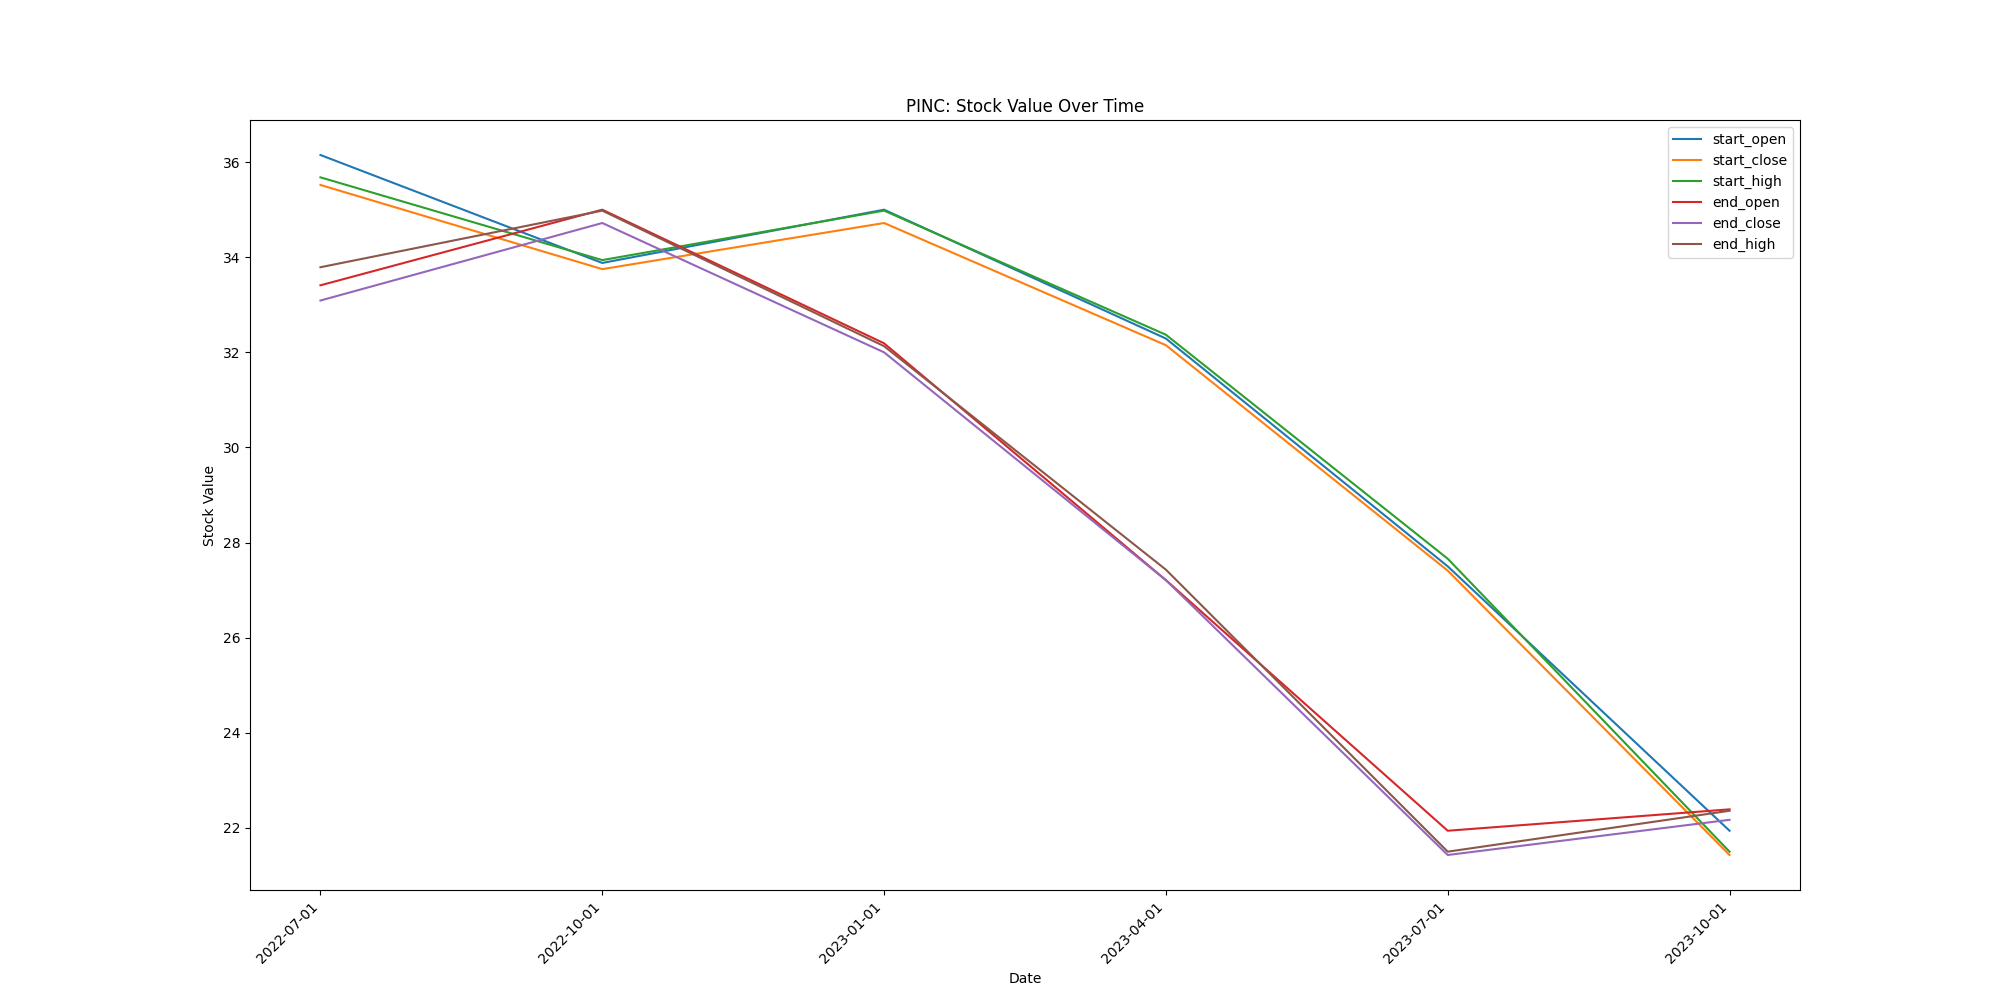 PINC: Stock Value Over Time
start_open
start_close
start_high
end_open
end_close
end_high
36
34
32
30
28
26
24
22
Stock Value
2022-07-01
2022-10-01
2023-01-01
2023-04-01
2023-07-01
2023-10-01
Date